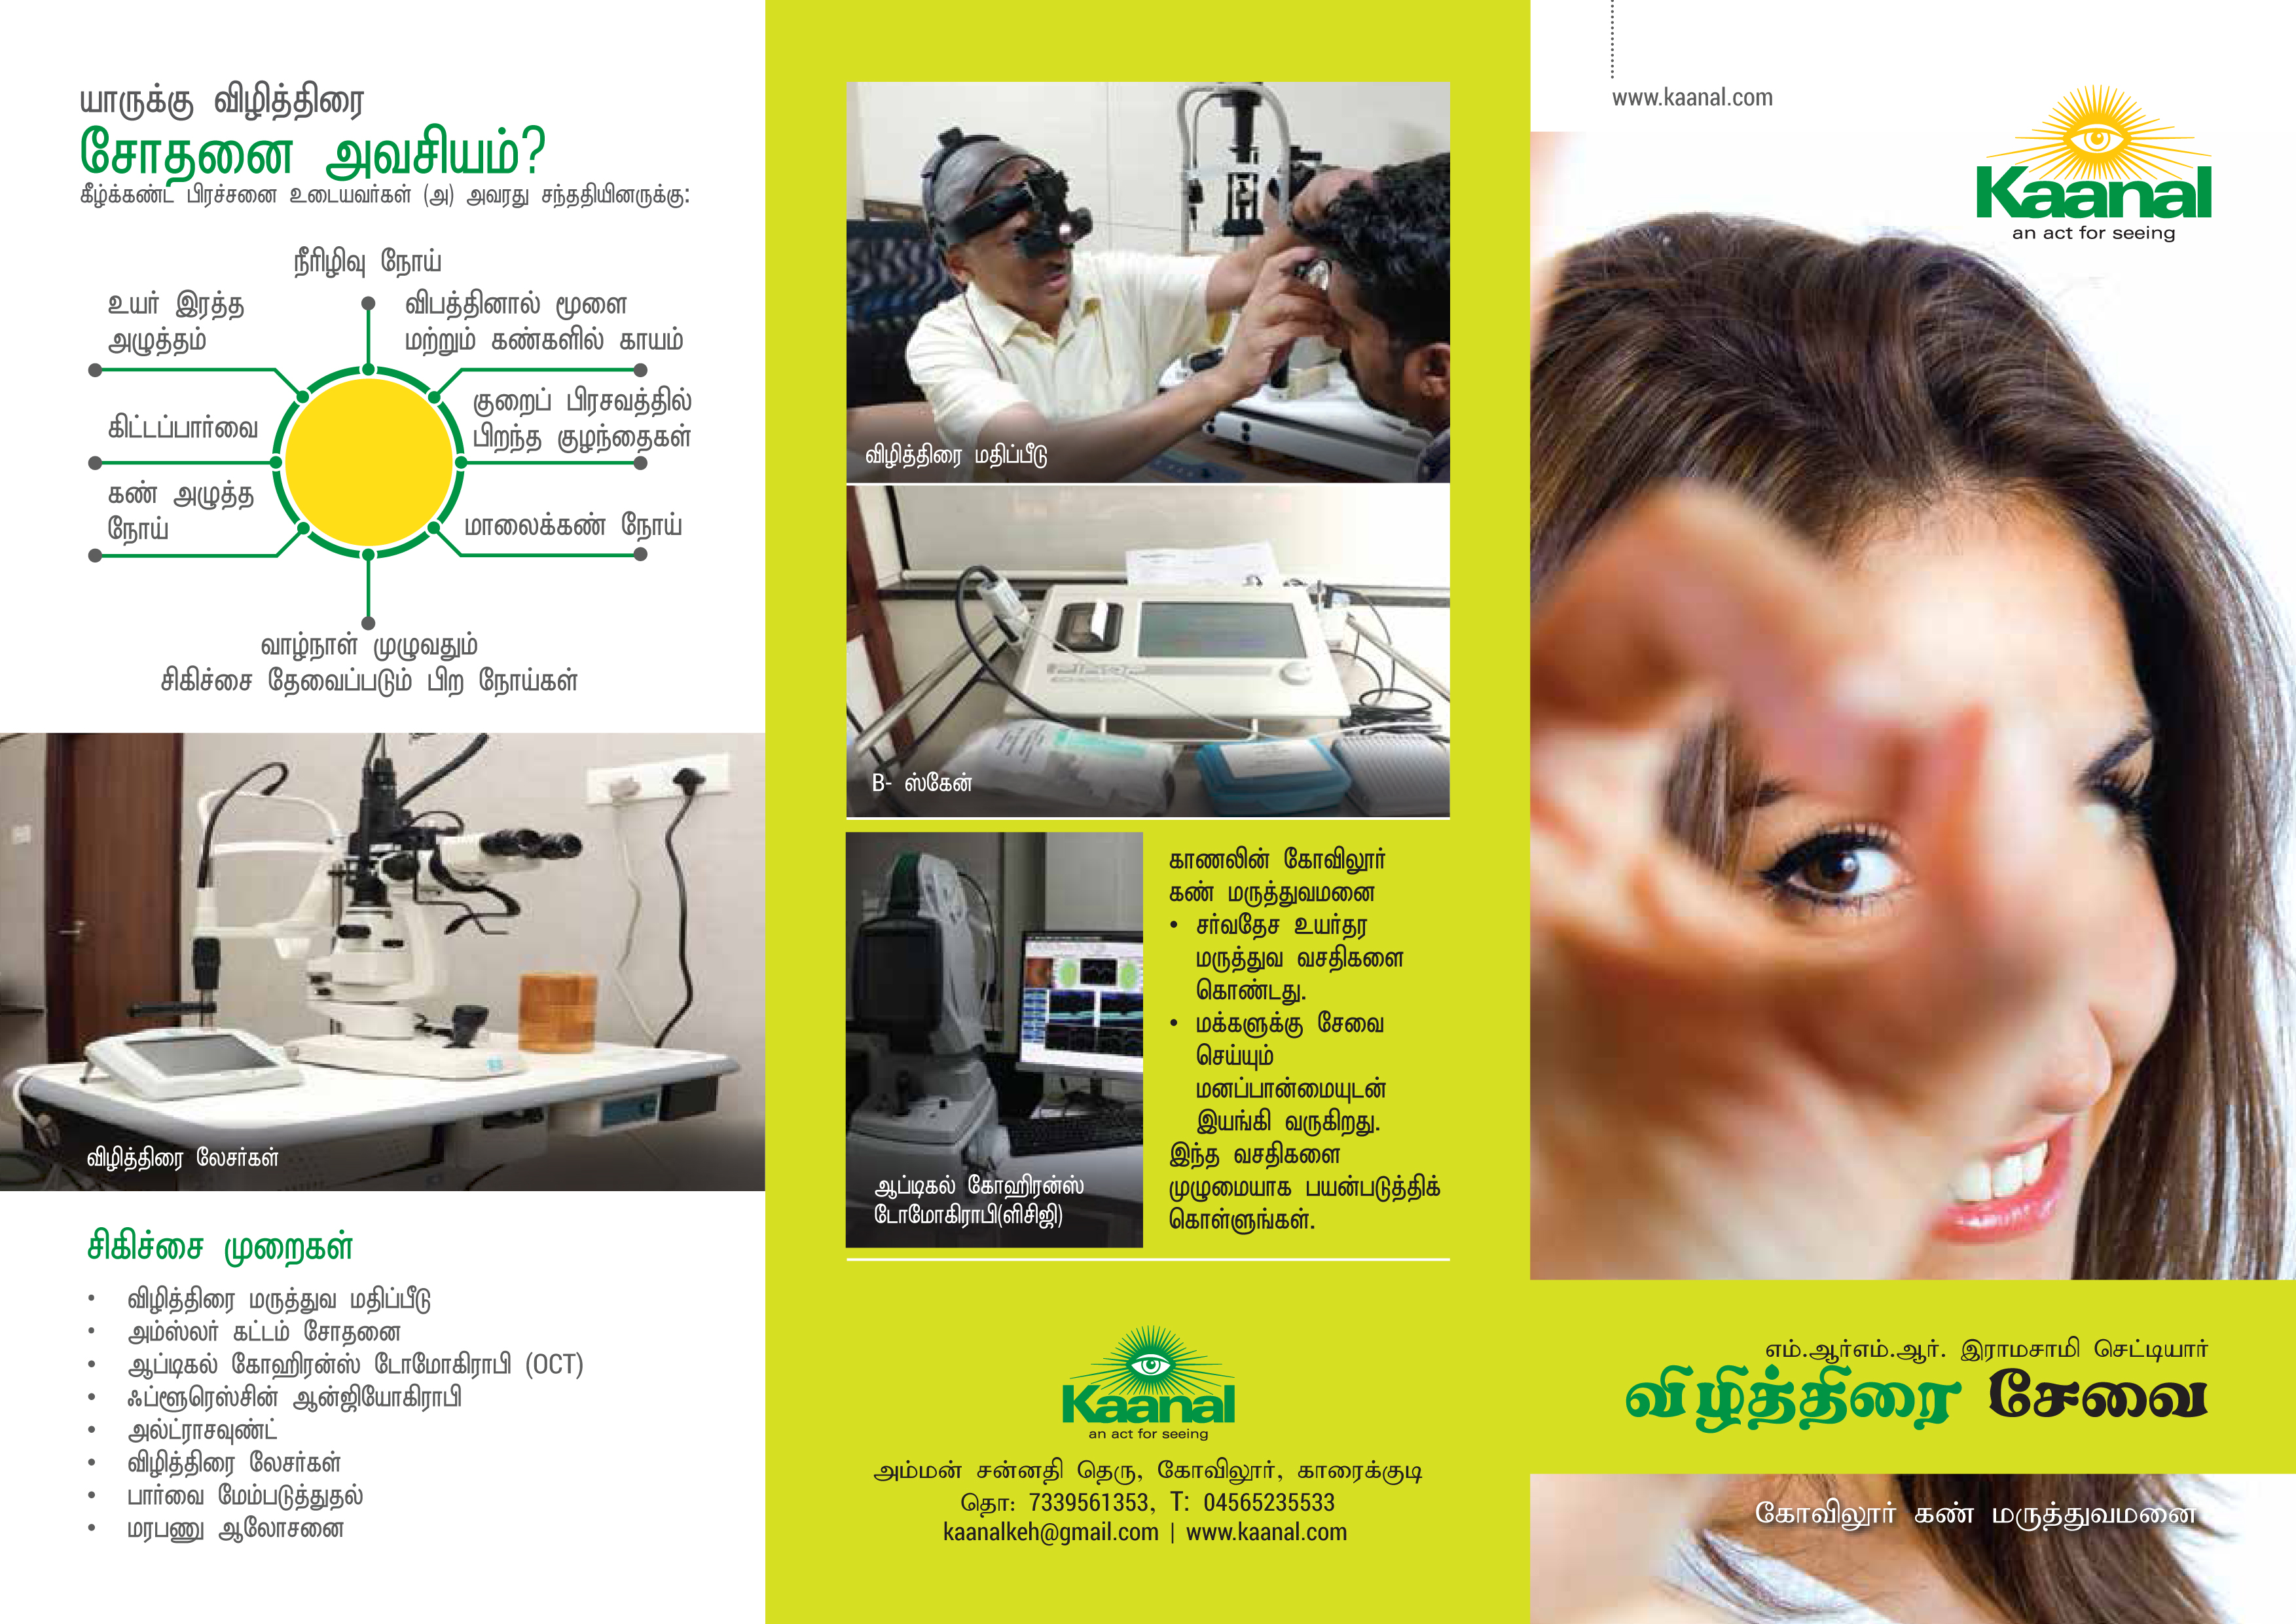 யாருக்கு விழித்திரை
சோதனை அவசியம்?
கீழ்க்கண்ட பிரச்சனை உடையவர்கள் (அ) அவரது சந்ததியினருக்கு:
நீரிழிவு நோய்
உயர் இரத்த
அழுத்தம்
விபத்தினால் மூளை
மற்றும் கண்களில் காயம்
கிட்டப்பார்வை
குறைப் பிரசவத்தில்
பிறந்த குழந்தைகள்
கண் அழுத்த
நோய்
மாலைக்கண் நோய்
வாழ்நாள் முழுவதும்
சிகிச்சை தேவைப்படும் பிற நோய்கள்
விழித்திரை லேசர்கள்
சிகிச்சை முறைகள்
• விழித்திரை மருத்துவ மதிப்பீடு
• அம்ஸ்லர் கட்டம் சோதனை
• ஆப்டிகல் கோஹிரன்ஸ் டோமோகிராபி (OCT)
• ஃப்ளூரெஸ்சின் ஆன்ஜியோகிராபி
• அல்ட்ராசவுண்ட்
• விழித்திரை லேசர்கள்
• பார்வை மேம்படுத்துதல்
• மரபணு ஆலோசனை
விழித்திரை மதிப்பீடு
B- ஸ்கேன்
ஆப்டிகல் கோஹிரன்ஸ்
டோமோகிராபி(ளிசிஜி)
காணலின் கோவிலூர்
கண் மருத்துவமனை
• சர்வதேச உயர்தர
மருத்துவ வசதிகளை
கொண்டது.
• மக்களுக்கு சேவை
செய்யும்
மனப்பான்மையுடன்
இயங்கி வருகிறது.
இந்த வசதிகளை
முழுமையாக பயன்படுத்திக்
கொள்ளுங்கள்.
Kaanal
an act for seeing
அம்மன் சன்னதி தெரு, கோவிலூர், காரைக்குடி
தொ: 7339561353, T: 04565235533
kaanalkeh@gmail.com | www.kaanal.com
www.kaanal.com
Kaanal
an act for seeing
எம்.ஆர்எம்.ஆர். இராமசாமி செட்டியார்
விழித்திரை சேவை
கோவிலூர் கண் மருத்துவமனை